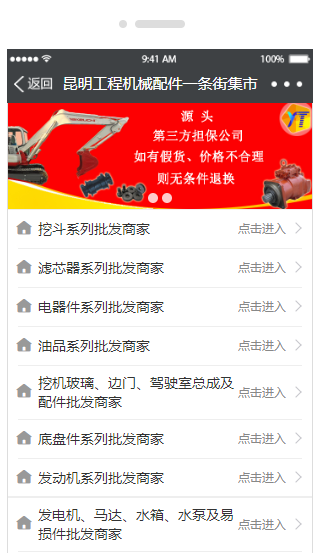 9:41 AM
100%
返回
昆明工程机械配件一条街集市
源 头
第三方担保公司
如有假货、价格不合理
则无条件退换
YT
挖斗系列批发商家
点击进入
滤芯器系列批发商家
点击进入
电器件系列批发商家
点击进入
油品系列批发商家
点击进入
挖机玻璃、边门、驾驶室总成及
配件批发商家
点击进入
底盘件系列批发商家
点击进入
发动机系列批发商家
点击进入
发电机、马达、水箱、水泵及易
损件批发商家
点击进入